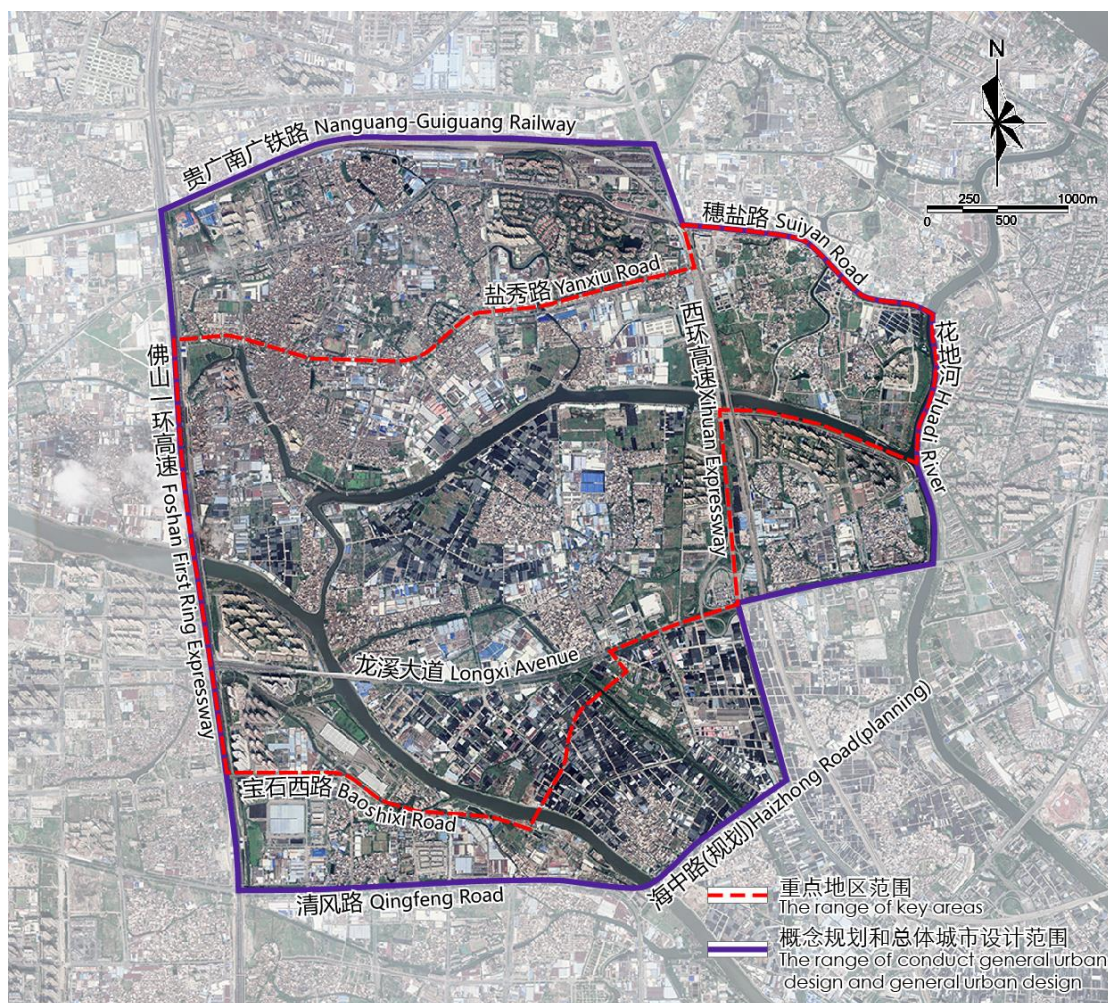 N
贵广南广铁路 Nanguang-Guiguang Railway
250
1000m
0
500
穗盐路 Suiyan Road
盐秀路 Yanxiu Road
西环高速 Xihuan Expressway
花地河 Huadi River
佛山一环高速 Foshan First Ring Expressway
龙溪大道 Longxi Avenue
宝石西路 Baoshixi Road
海中路(规划)Haizhong Road(planning)
清风路 Qingfeng Road
重点地区范围
The range of key areas
概念规划和总体城市设计范围
The range of conduct general urban
design and general urban design